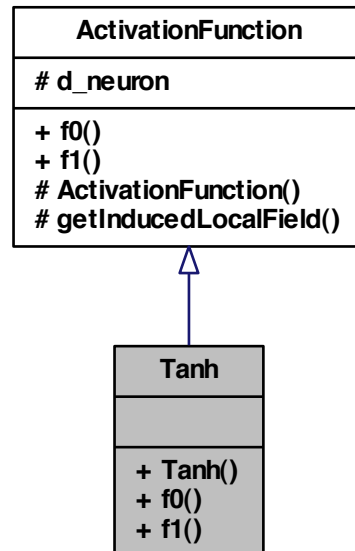 ActivationFunction
# d_neuron
+ f0()
+ f1()
# ActivationFunction()
# getInducedLocalField()
Tanh
+ Tanh()
+ f0()
+ f1()